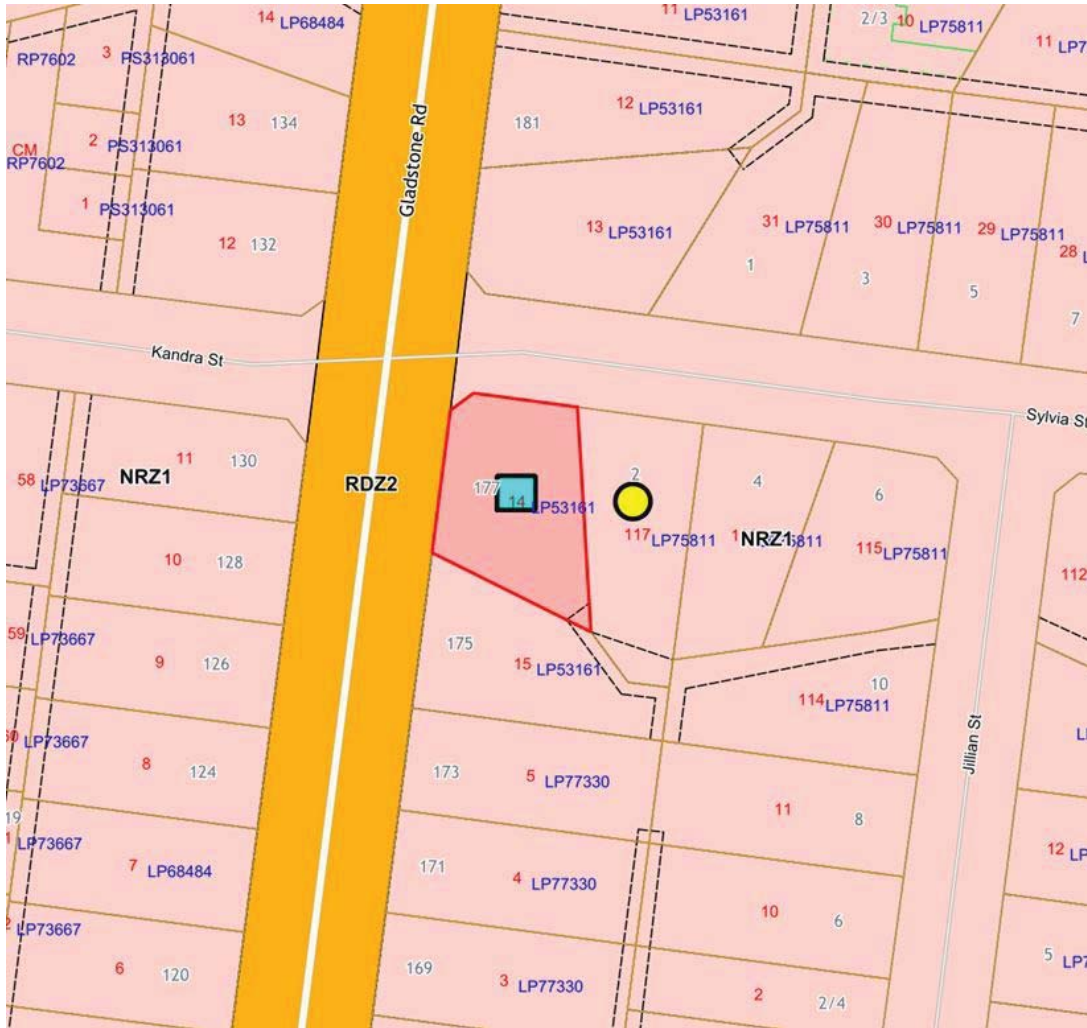 14 LP68484
11 LP53161
2/3 10 LP75811
11 LP7
RP7602
3 PS313061
12 LP53161
13 134
181
2 PS313061
CM
RP7602
1 PS313061
Gladstone Rd
12 132
13 LP53161
31 LP75811
30 LP75811
29 LP75811
28 L
1
3
5
7
Kandra St
Sylvia St
11 130
58 LP73667
NRZ1
RDZ2
177
14 LP53161
2
117 LP75811
4
NRZ1
6
115 LP75811
112
10 128
59 LP73667
9 126
175
15 LP53161
10
114 LP75811
LP73667
8 124
173
5 LP77330
Jillian St
LP
11 8
19
LP73667
7 LP68484
171
4 LP77330
12 LP
10 6
LP73667
6 120
169
3 LP77330
2 2/4
5 LP7